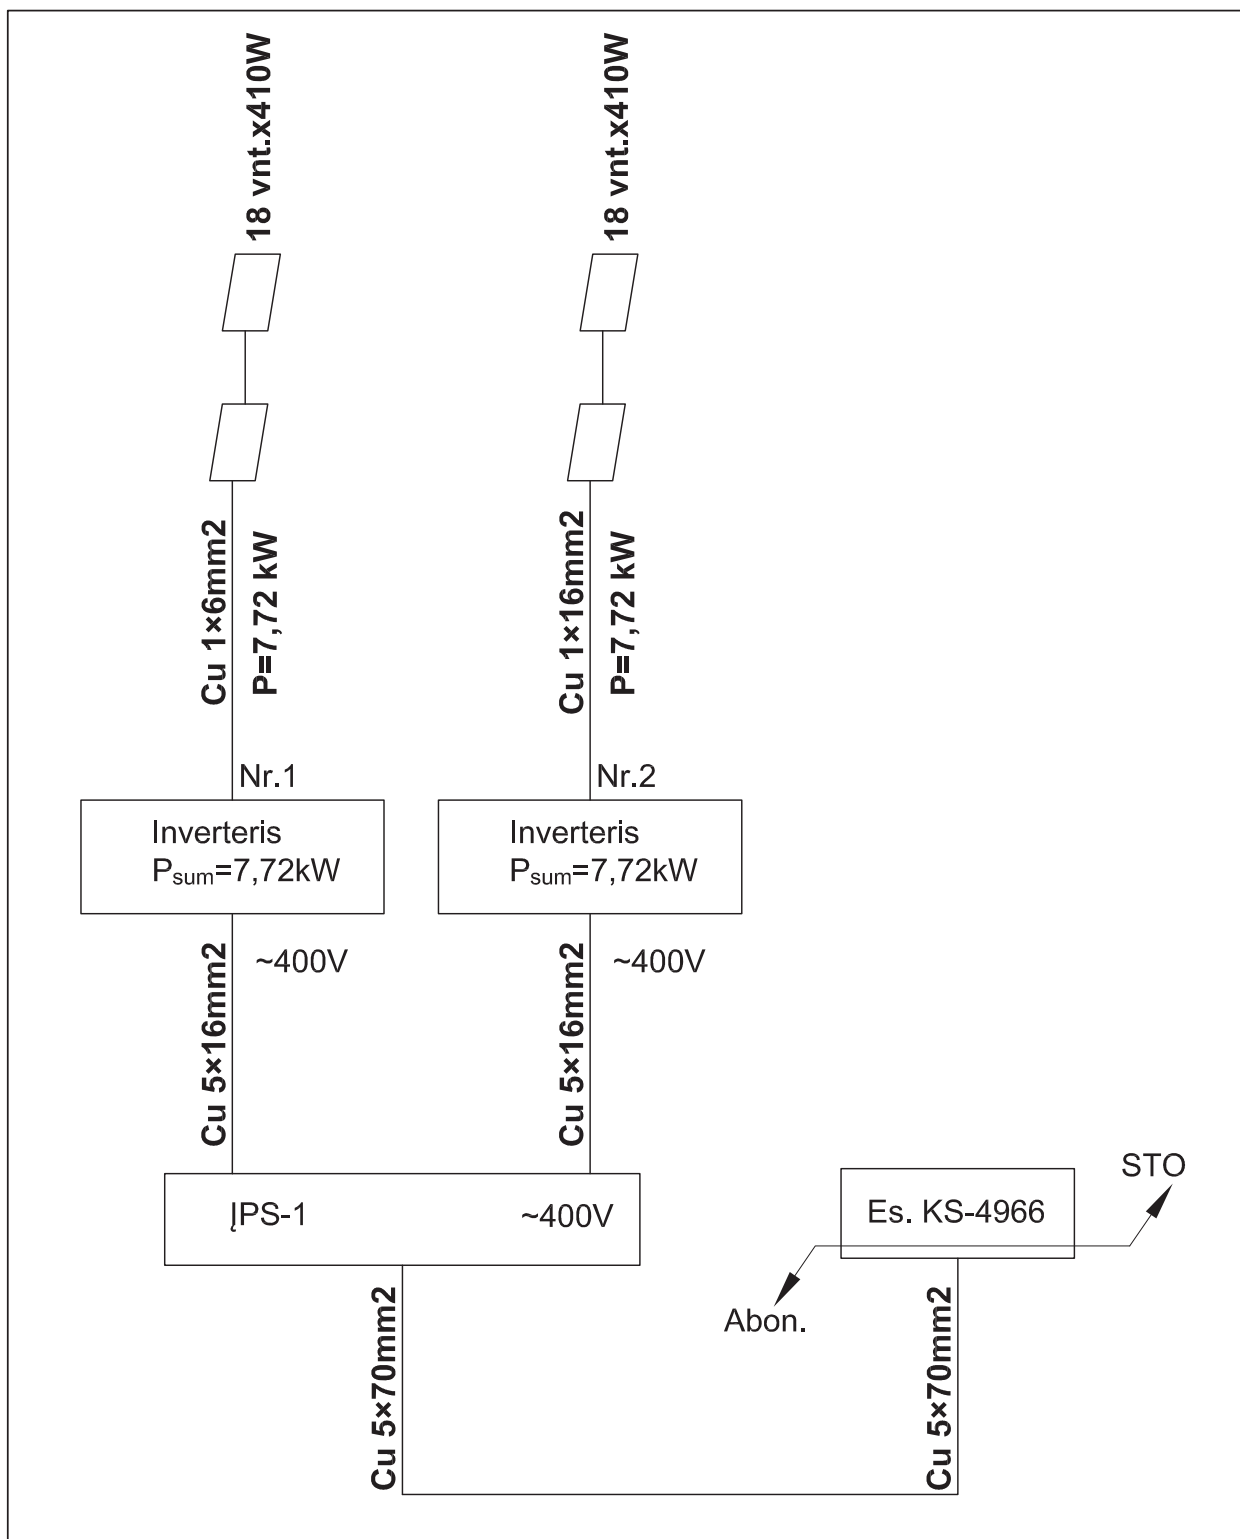 18 vnt.x410W
18 vnt.x410W
Cu 1×6mm2
P=7,72 kW
Cu 1×16mm2
P=7,72 kW
Nr.1
Nr.2
Inverteris
Psum=7,72kW
Inverteris
Psum=7,72kW
Cu 5×16mm2
~400V
Cu 5×16mm2
~400V
ĮPS-1
~400V
Es. KS-4966
STO
Abon.
Cu 5×70mm2
Cu 5×70mm2